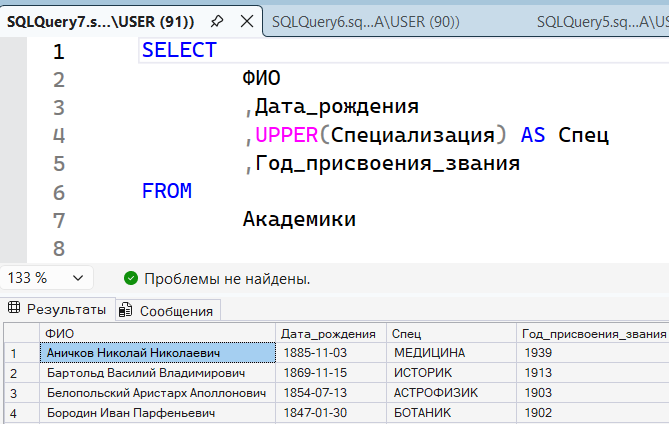 SQLQuery7.s...\USER (91)) SQLQuery6.sq...A\USER (90)) SQLQuery5.sq...A\US
1 SELECT
2 ФИО
3 ,Дата_рождения
4 ,UPPER(Специализация) AS Спец
5 ,Год_присвоения_звания
6 FROM
7 Академики
8
133 % Проблемы не найдены.
Результаты Сообщения
ФИО Дата_рождения Спец Год_присвоения_звания
1 Аничков Николай Николаевич 1885-11-03 МЕДИЦИНА 1939
2 Бартольд Василий Владимирович 1869-11-15 ИСТОРИК 1913
3 Белопольский Аристарх Аполлонович 1854-07-13 АСТРОФИЗИК 1903
4 Бородин Иван Парфеньевич 1847-01-30 БОТАНИК 1902